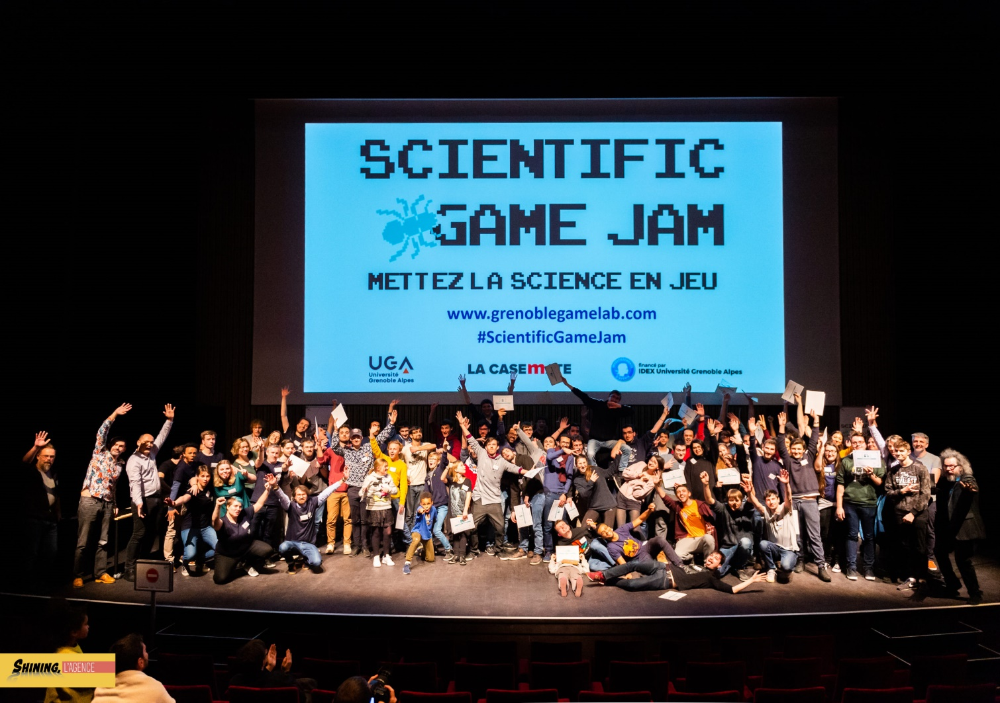 SCIENTIFIC
GAME JAM
METTEZ LA SCIENCE EN JEU
www.grenoblegamelab.com
#ScientificGameJam
UGA
Université
Grenoble Alpes
LA CASEM
financé par
IDEX Université Grenoble Alpes
SHINING, L'AGENCE